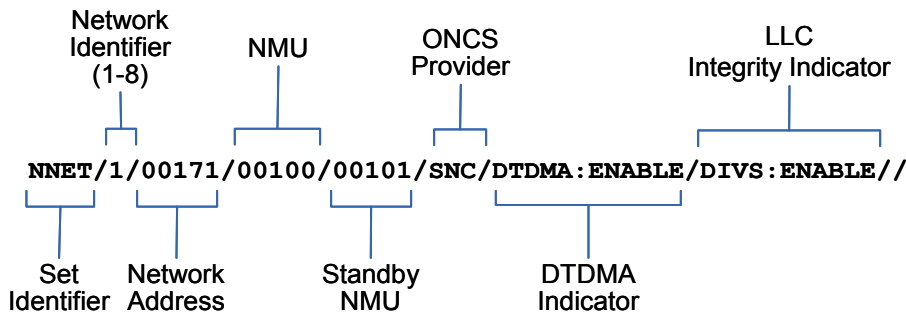 Network
Identifier
(1-8)
NMU
ONCS
Provider
LLC
Integrity Indicator
NNET/1/00171/00100/00101/SNC/DTDMA:ENABLE/DIVS:ENABLE//
Set
Identifier
Network
Address
Standby
NMU
DTDMA
Indicator